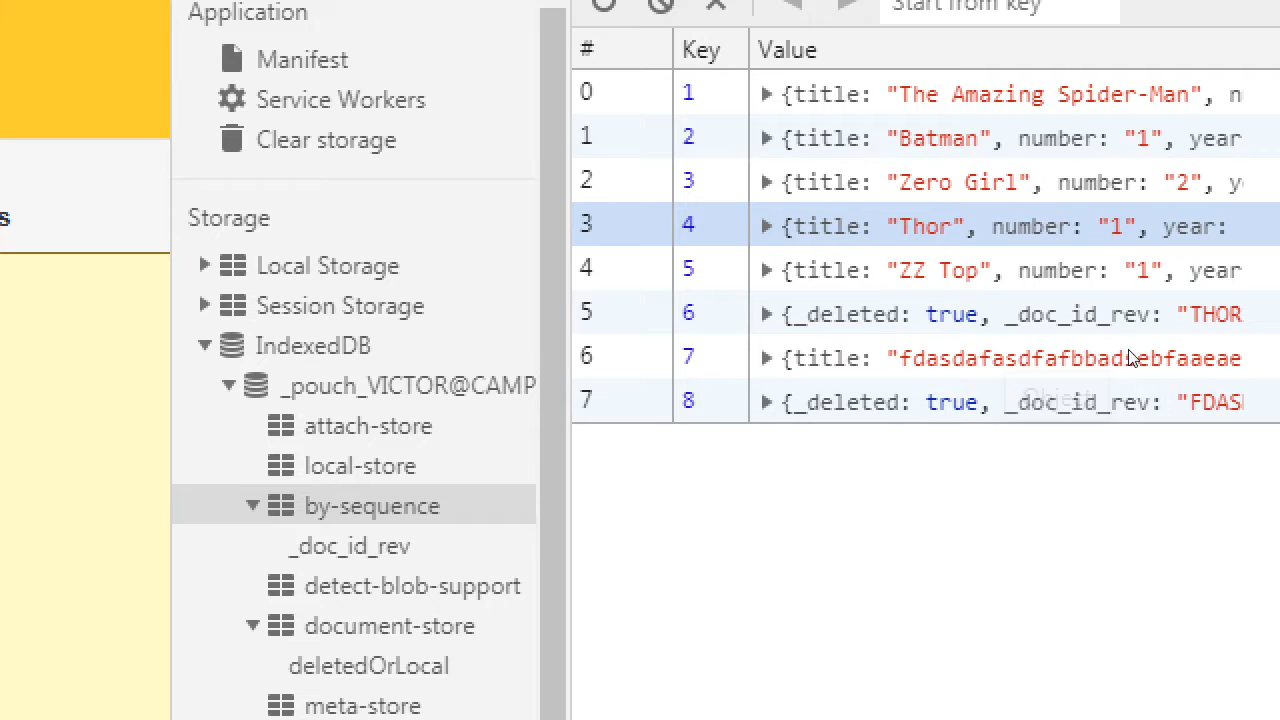 Application
Manifest
Service Workers
Clear storage
s
Storage
Local Storage
Session Storage
IndexedDB
_pouch_VICTOR@CAMP
attach-store
local-store
by-sequence
_doc_id_rev
detect-blob-support
document-store
deletedOrLocal
meta-store
Start from key
# Key Value
0 1 {title: "The Amazing Spider-Man", n
1 2 {title: "Batman", number: "1", year
2 3 {title: "Zero Girl", number: "2", y
3 4 {title: "Thor", number: "1", year:
4 5 {title: "ZZ Top", number: "1", year
5 6 {_deleted: true, _doc_id_rev: "THOR
6 7 {title:
7 8 {_deleted: true, _doc_id_rev: "FDAS
Object